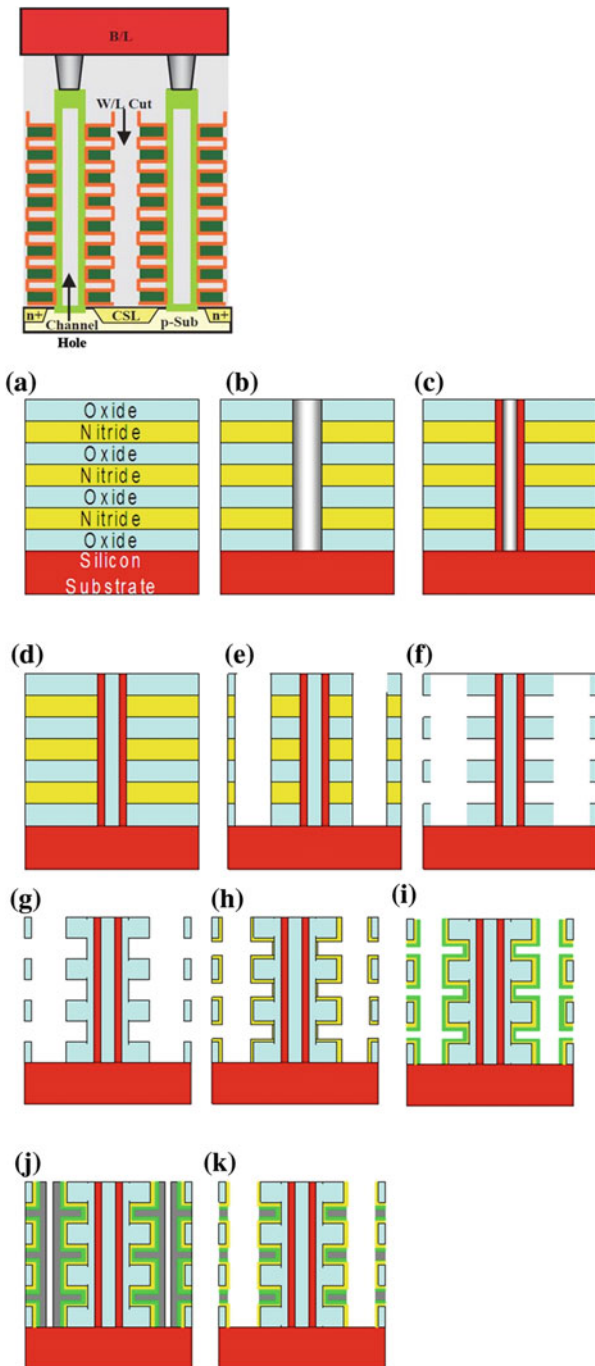 B/L
W/L Cut
n+
CSL
p-Sub
n+
Channel
Hole
(a)
(b)
(c)
Oxide
Nitride
Oxide
Nitride
Oxide
Nitride
Oxide
Silicon
Substrate
(d)
(e)
(f)
(g)
(h)
(i)
(j)
(k)